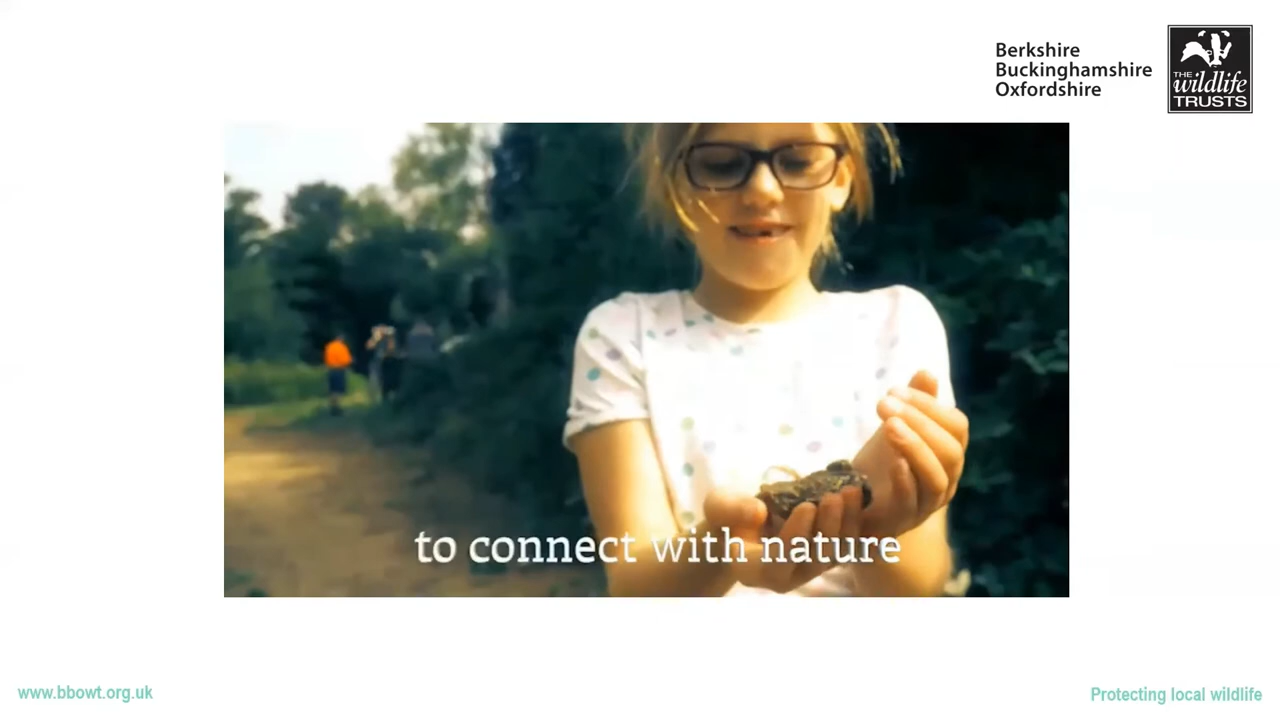 Berkshire
Buckinghamshire
Oxfordshire
THE
wildlife
TRUSTS
to connect with nature
www.bbowt.org.uk
Protecting local wildlife